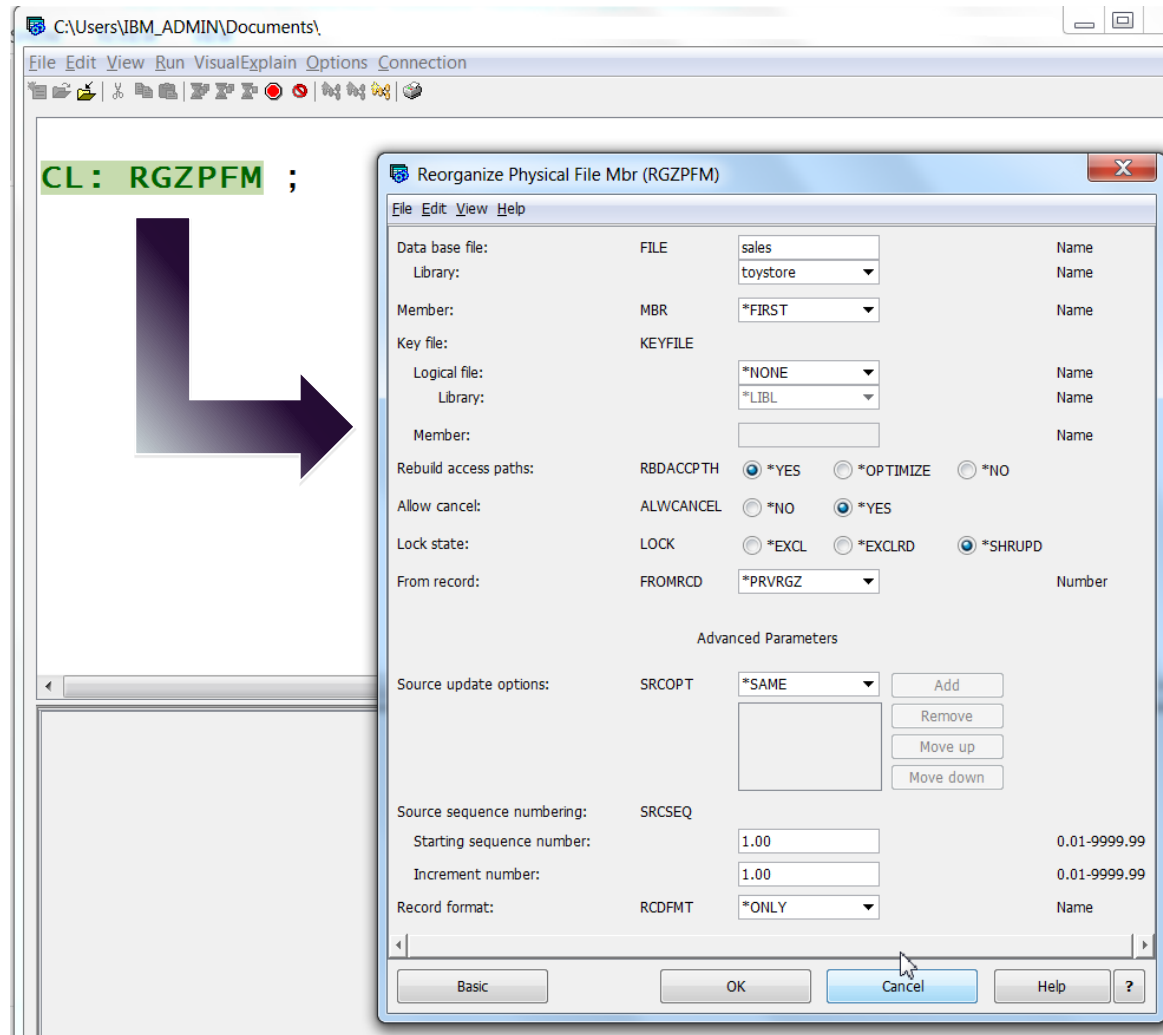 C:\Users\IBM_ADMIN\Documents\
File Edit View Run VisualExplain Options Connection
CL: RGZPFM ;
Reorganize Physical File Mbr (RGZPFM)
X
File Edit View Help
Data base file: FILE sales Name
Library: toystore Name
Member: MBR *FIRST Name
Key file: KEYFILE
Logical file: *NONE Name
Library: *LIBL Name
Member: Name
Rebuild access paths: RBDACCPTH *YES *OPTIMIZE *NO
Allow cancel: ALWCANCEL *NO *YES
Lock state: LOCK *EXCL *EXCLRD *SHRUPD
From record: FROMRCD *PRVRGZ Number
Advanced Parameters
Source update options: SRCOPT *SAME Add
Remove
Move up
Move down
Source sequence numbering: SRCSEQ
Starting sequence number: 1.00 0.01-9999.99
Increment number: 1.00 0.01-9999.99
Record format: RCDFMT *ONLY Name
Basic OK Cancel Help ?